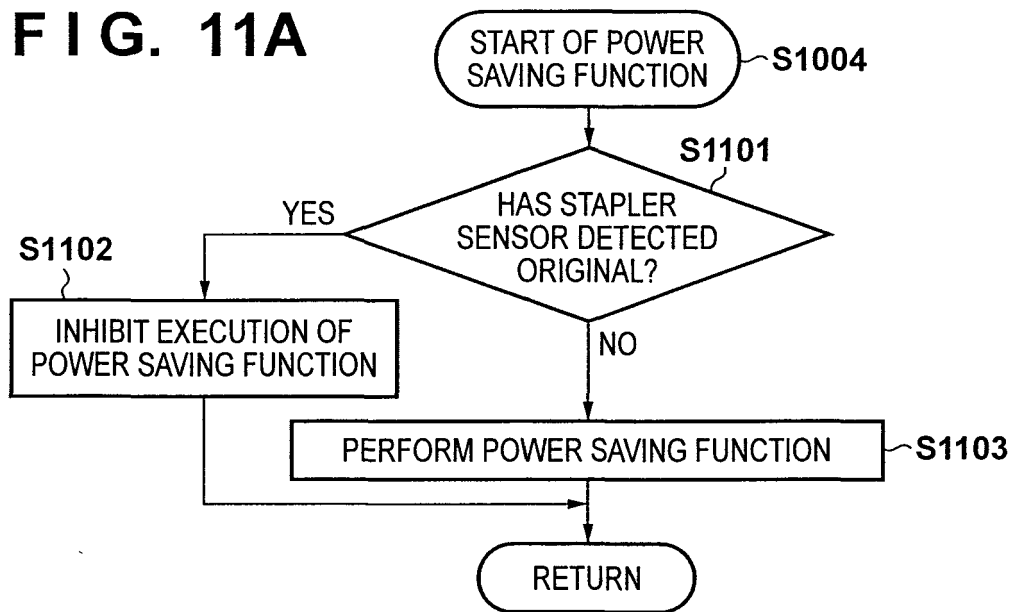 FIG. 11A
START OF POWER
SAVING FUNCTION
S1004
S1101
HAS STAPLER
SENSOR DETECTED
ORIGINAL?
YES
S1102
INHIBIT EXECUTION OF
POWER SAVING FUNCTION
NO
PERFORM POWER SAVING FUNCTION
S1103
RETURN